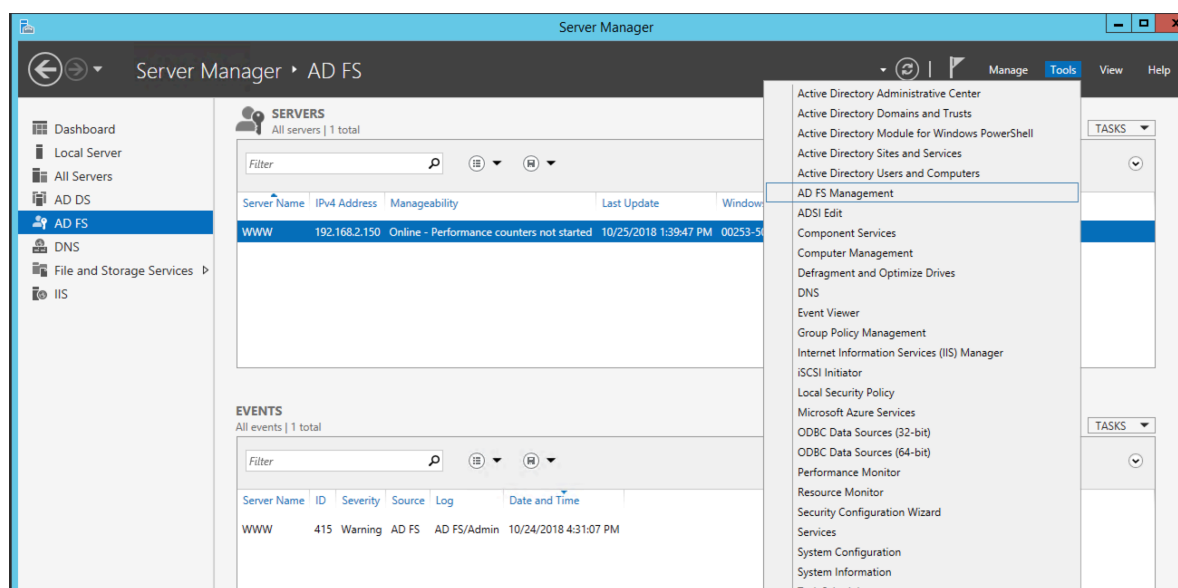 Server Manager
Server Manager • AD FS
Manage Tools View Help
Dashboard
Local Server
All Servers
AD DS
AD FS
DNS
File and Storage Services
IIS
SERVERS
All servers | 1 total
TASKS
Filter
Server Name IPv4 Address Manageability Last Update Window
WWW 192.168.2.150 Online - Performance counters not started 10/25/2018 1:39:47 PM 00253-50
EVENTS
All events | 1 total
TASKS
Filter
Server Name ID Severity Source Log Date and Time
WWW 415 Warning AD FS AD FS/Admin 10/24/2018 4:31:07 PM
Active Directory Administrative Center
Active Directory Domains and Trusts
Active Directory Module for Windows PowerShell
Active Directory Sites and Services
Active Directory Users and Computers
AD FS Management
ADSI Edit
Component Services
Computer Management
Defragment and Optimize Drives
DNS
Event Viewer
Group Policy Management
Internet Information Services (IIS) Manager
iSCSI Initiator
Local Security Policy
Microsoft Azure Services
ODBC Data Sources (32-bit)
ODBC Data Sources (64-bit)
Performance Monitor
Resource Monitor
Security Configuration Wizard
Services
System Configuration
System Information